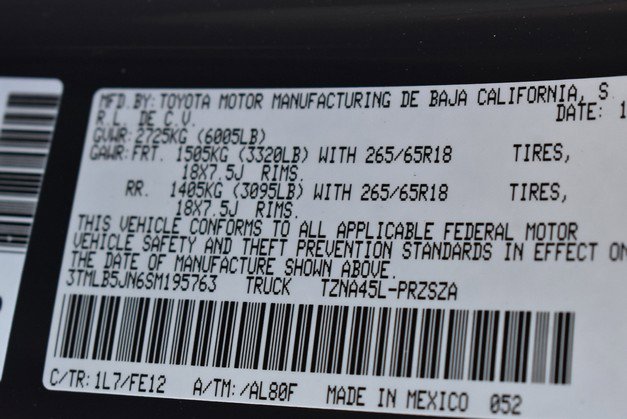 MFD.BY: TOYOTA MOTOR MANUFACTURING DE BAJA CALIFORNIA, S
R.L. DE C.V. DATE: 1
GVWR: 2725KG (6005LB)
GAWR: FRT. 1505KG (3320LB) WITH 265/65R18 TIRES,
18X7.5J RIMS.
RR. 1405KG (3095LB) WITH 265/65R18 TIRES,
18X7.5J RIMS.
THIS VEHICLE CONFORMS TO ALL APPLICABLE FEDERAL MOTOR
VEHICLE SAFETY AND THEFT PREVENTION STANDARDS IN EFFECT ON
THE DATE OF MANUFACTURE SHOWN ABOVE.
3TMLB5JN6SM195763 TRUCK TZNA45L-PRZSZA
C/TR: 1L7/FE12 A/TM: /AL80F MADE IN MEXICO 052